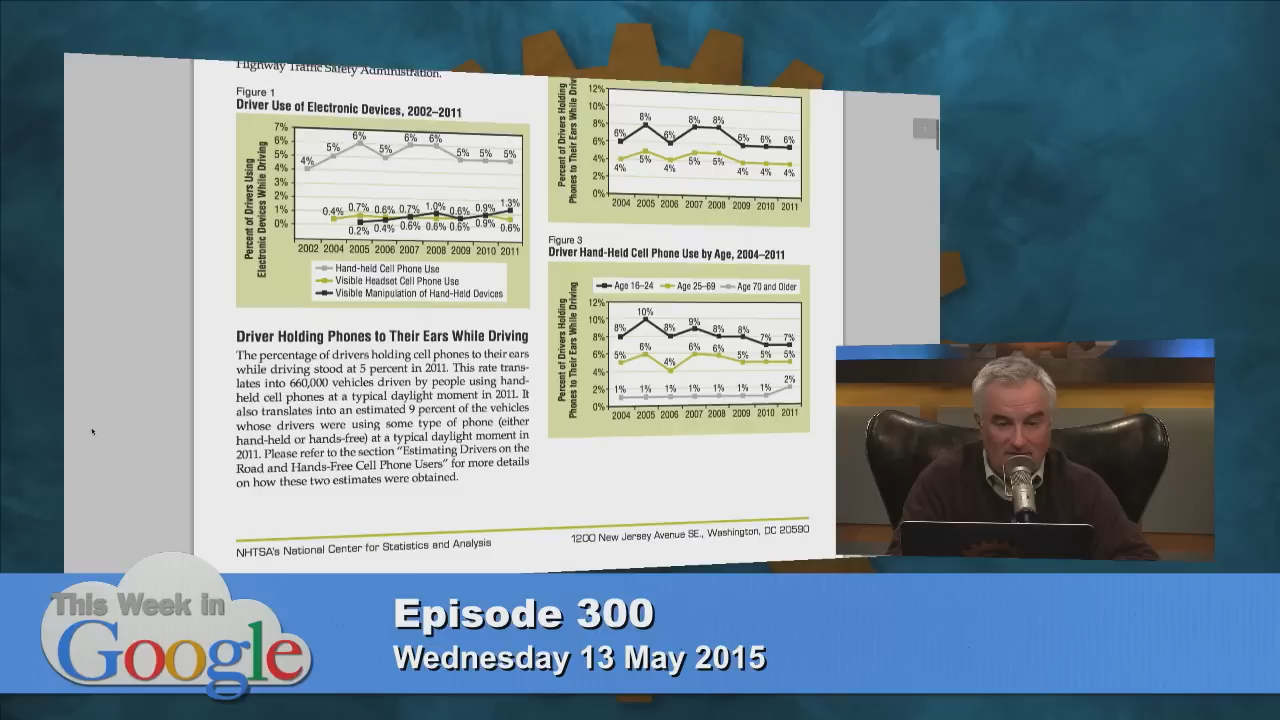 Highway Traffic Safety Administration.
Figure 1
Driver Use of Electronic Devices, 2002–2011
Percent of Drivers Using
Electronic Devices While Driving
7%
6%
5%
4%
3%
2%
1%
0%
4%
5%
6%
5%
6%
6%
5%
5%
5%
0.4%
0.7%
0.6%
0.7%
1.0%
0.6%
0.9%
1.3%
0.2%
0.4%
0.6%
0.6%
0.6%
0.9%
0.6%
2002 2004 2005 2006 2007 2008 2009 2010 2011
Hand-held Cell Phone Use
Visible Headset Cell Phone Use
Visible Manipulation of Hand-Held Devices
Driver Holding Phones to Their Ears While Driving
The percentage of drivers holding cell phones to their ears
while driving stood at 5 percent in 2011. This rate trans-
lates into 660,000 vehicles driven by people using hand-
held cell phones at a typical daylight moment in 2011. It
also translates into an estimated 9 percent of the vehicles
whose drivers were using some type of phone (either
hand-held or hands-free) at a typical daylight moment in
2011. Please refer to the section "Estimating Drivers on the
Road and Hands-Free Cell Phone Users" for more details
on how these two estimates were obtained.
Percent of Drivers Holding
Phones to Their Ears While
12%
10%
8%
6%
4%
2%
0%
6%
8%
6%
8%
8%
6%
6%
6%
4%
5%
4%
5%
5%
4%
4%
4%
2004 2005 2006 2007 2008 2009 2010 2011
Figure 3
Driver Hand-Held Cell Phone Use by Age, 2004–2011
Age 16–24 Age 25–69 Age 70 and Older
Percent of Drivers Holding
Phones to Their Ears While Driving
12%
10%
8%
6%
4%
2%
0%
8%
10%
8%
9%
8%
8%
7%
7%
5%
6%
4%
6%
6%
5%
5%
5%
1%
1%
1%
1%
1%
1%
1%
2%
2004 2005 2006 2007 2008 2009 2010 2011
NHTSA's National Center for Statistics and Analysis
1200 New Jersey Avenue SE., Washington, DC 20590
This Week in
Google
Episode 300
Wednesday 13 May 2015